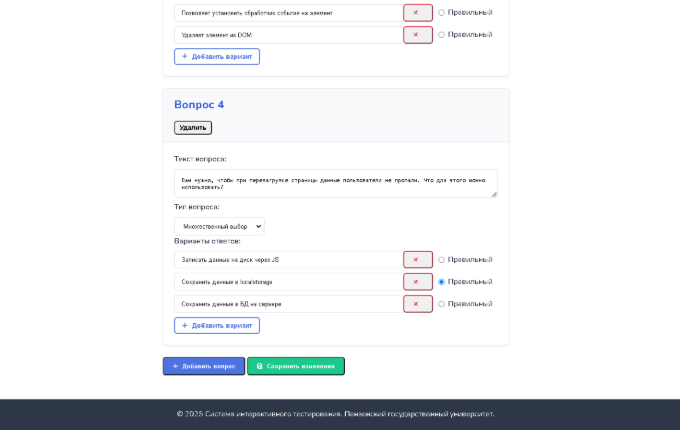 Позволяет установить обработчик события на элемент
Правильный
Удаляет элемент из DOM
Правильный
+ Добавить вариант
Вопрос 4
Удалить
Текст вопроса:
Вам нужно, чтобы при перезагрузке страницы данные пользователя не пропали. Что для этого можно
использовать?
Тип вопроса:
Множественный выбор
Варианты ответов:
Записать данные на диск через JS
Правильный
Сохранить данные в localstorage
Правильный
Сохранить данные в БД на сервере
Правильный
+ Добавить вариант
+ Добавить вопрос
Сохранить изменения
© 2025 Система интерактивного тестирования. Пензенский государственный университет.